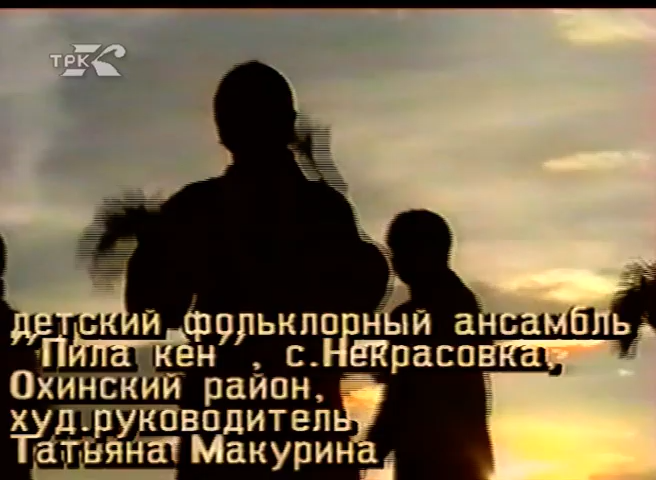 ТРК
детский фольклорный ансамбль
"Пила кен", с.Некрасовка,
Охинский район,
худ.руководитель
Татьяна Макурина